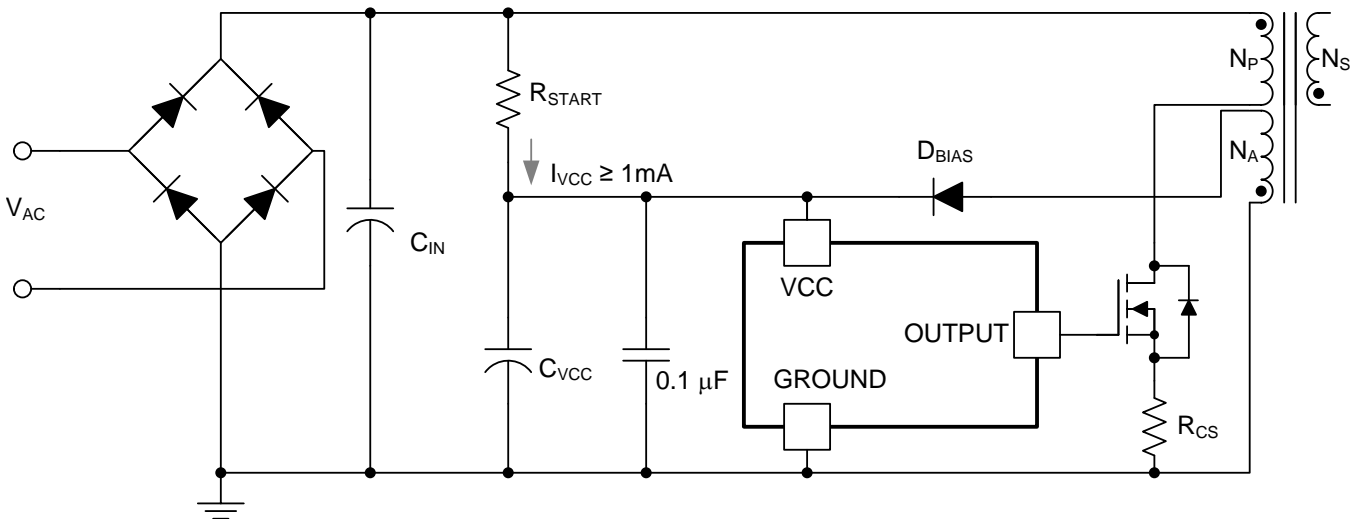 N_P
N_S
R_START
D_BIAS
N_A
I_VCC ≥ 1mA
V_AC
C_IN
VCC
OUTPUT
C_VCC
0.1 μF
GROUND
R_CS